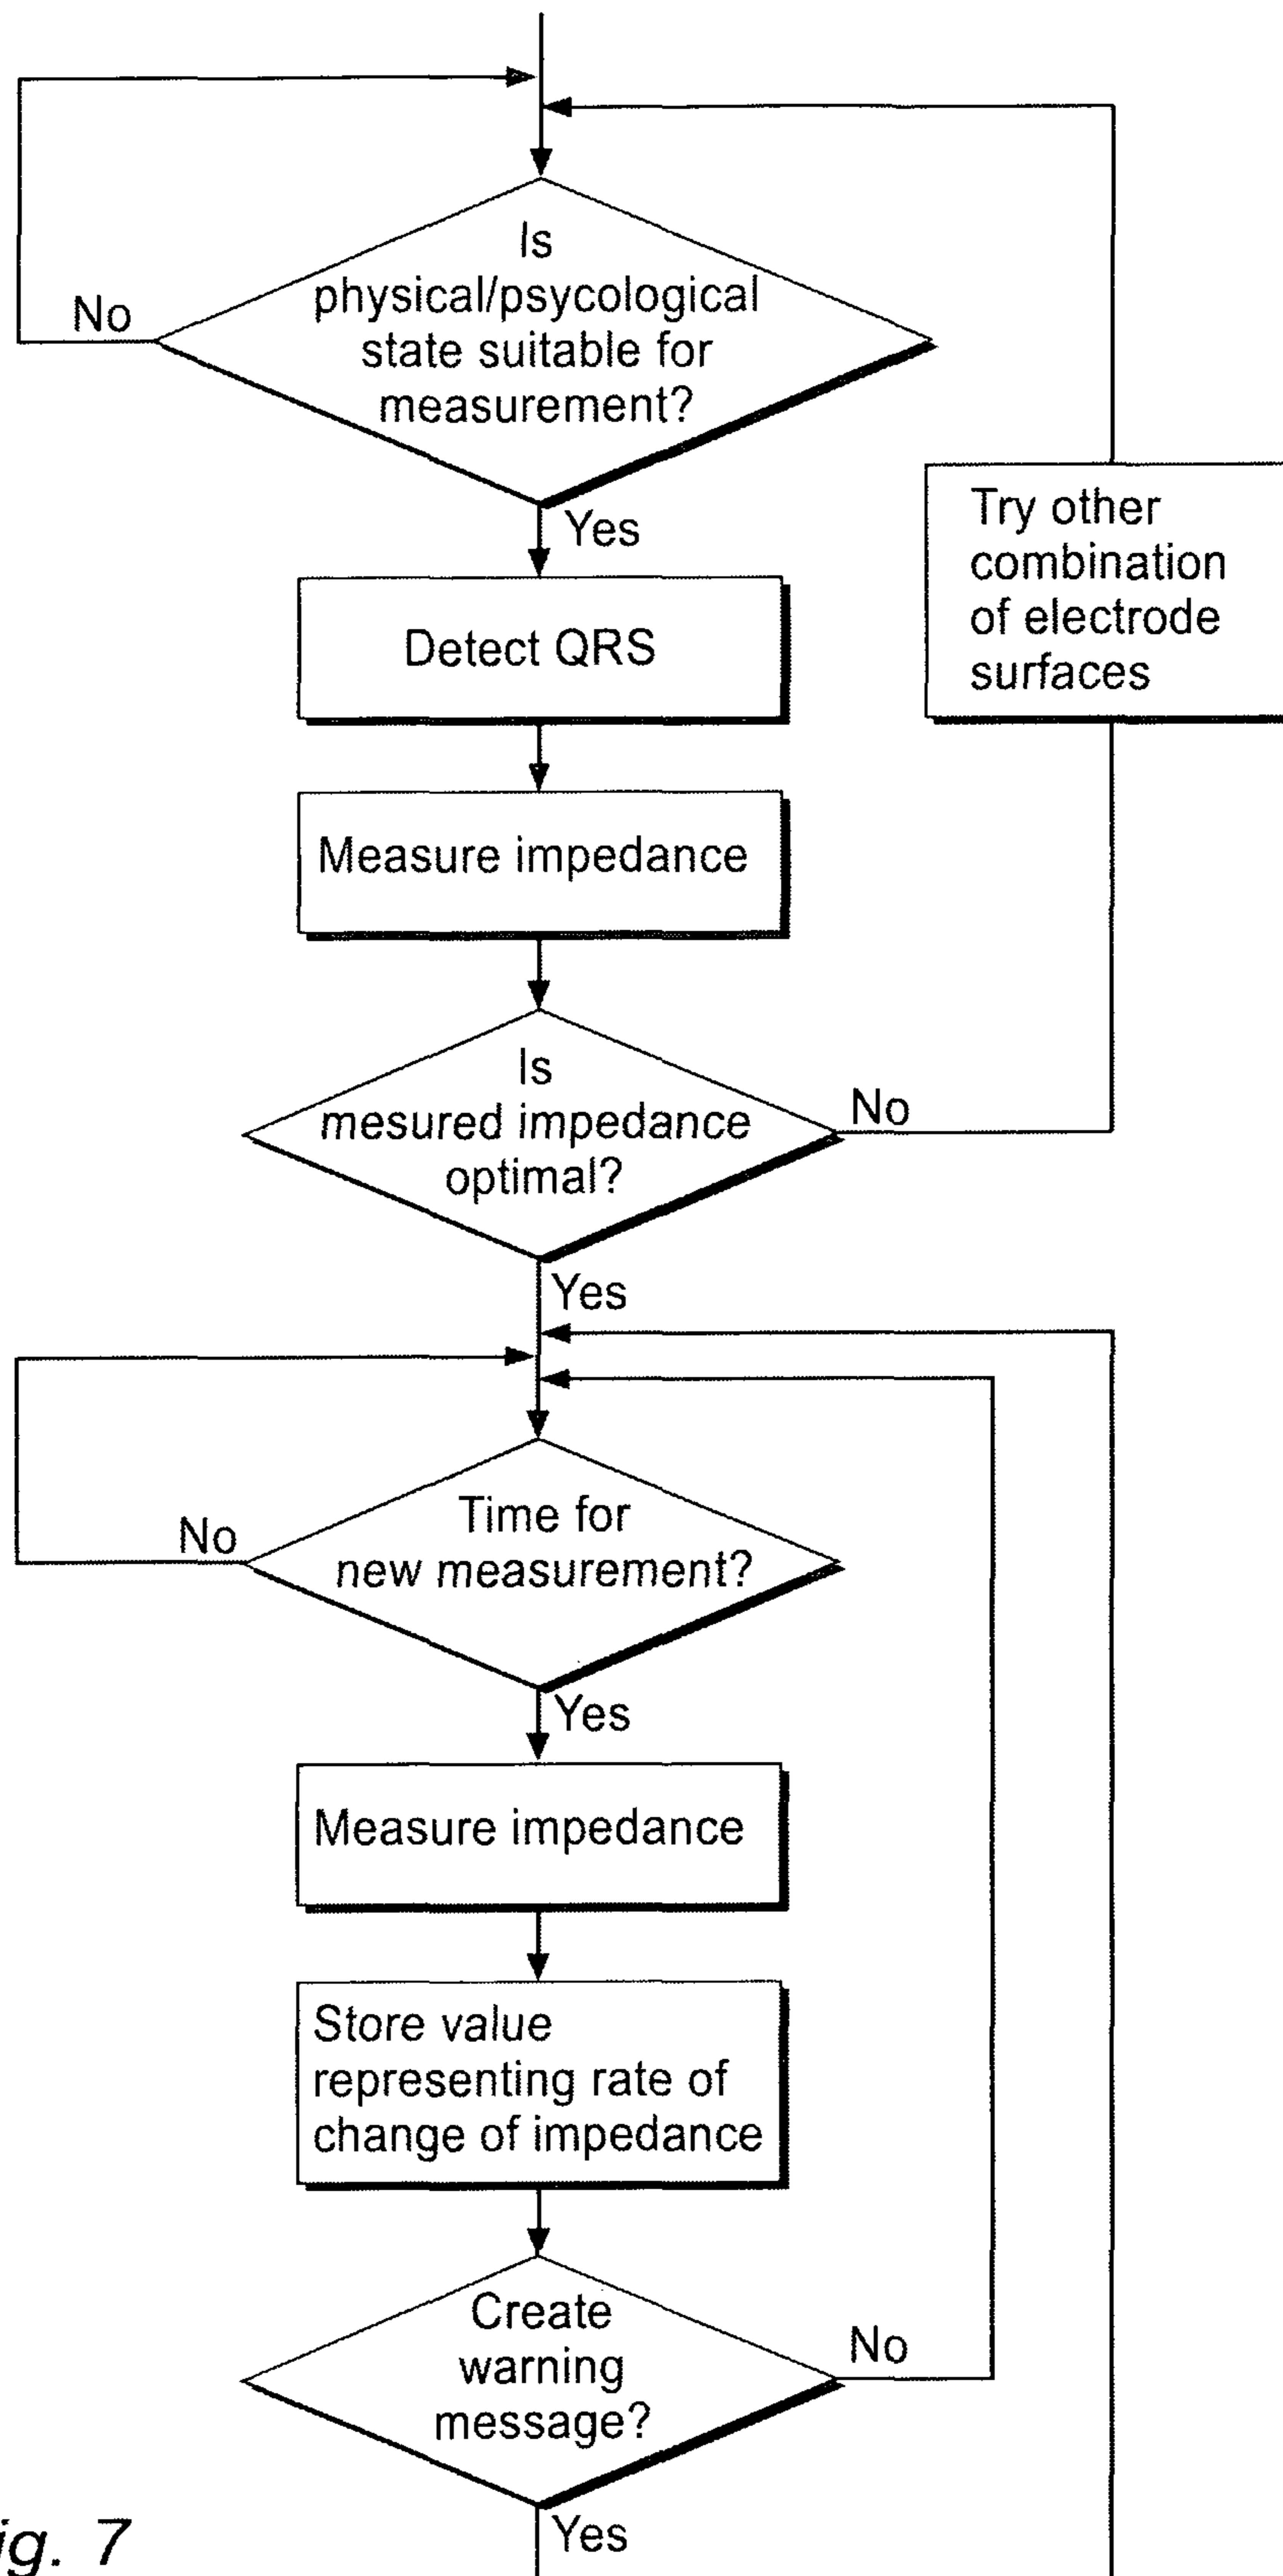 Is
physical/psycological
state suitable for
measurement?
No
Yes
Try other
combination
of electrode
surfaces
Detect QRS
Measure impedance
Is
mesured impedance
optimal?
No
Yes
Time for
new measurement?
No
Yes
Measure impedance
Store value
representing rate of
change of impedance
Create
warning
message?
No
Yes
ig. 7